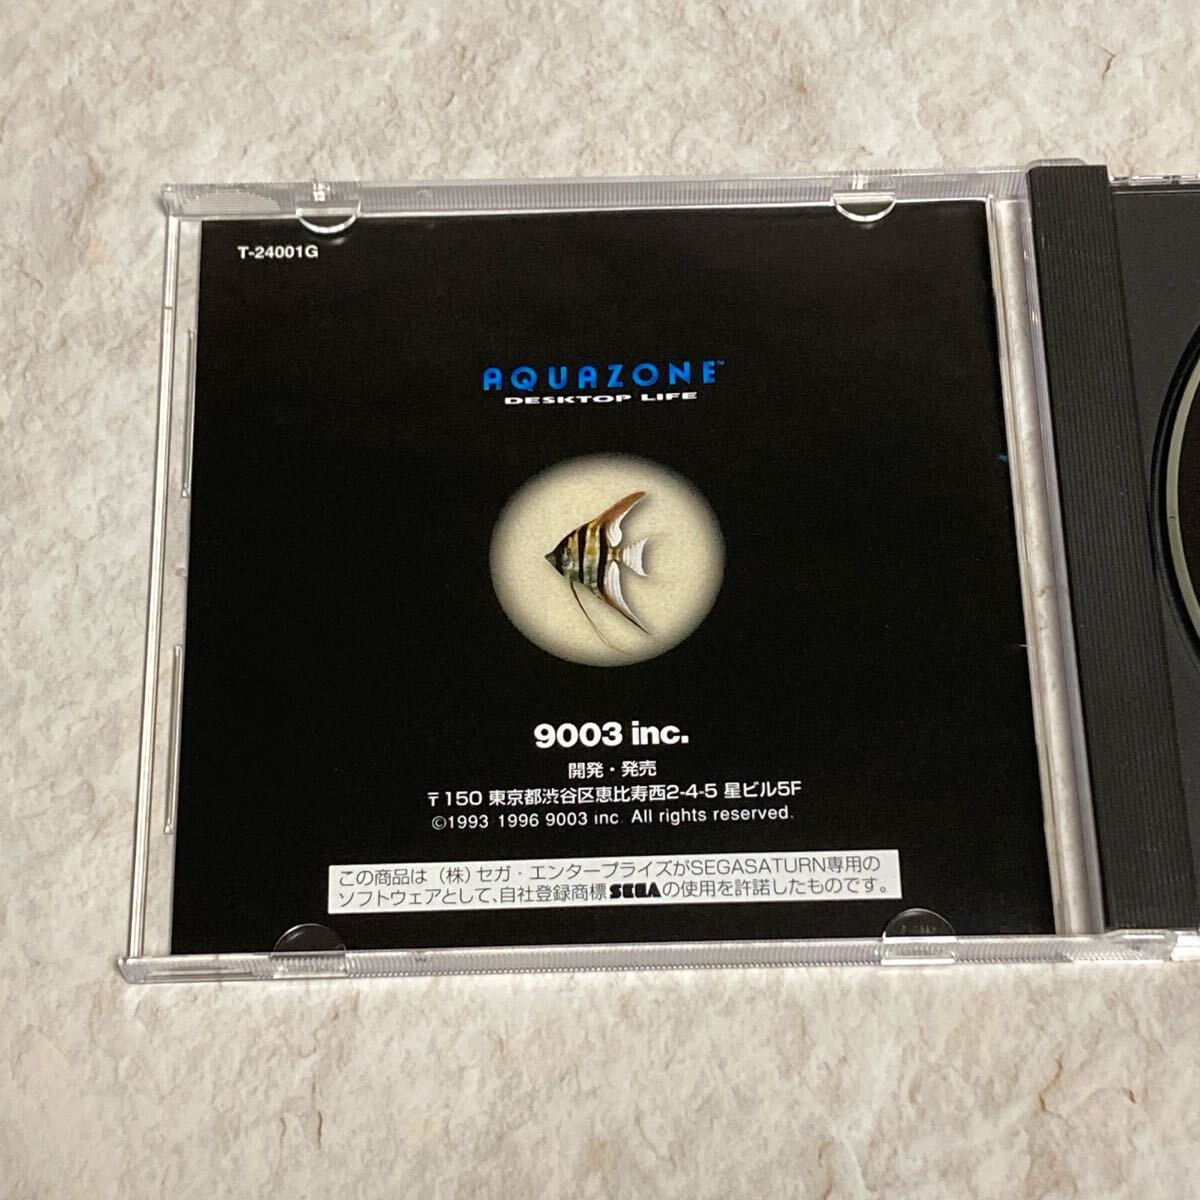 T-24001G
AQUAZONE™
DESKTOP LIFE
9003 inc.
開発・発売
〒150 東京都渋谷区恵比寿西2-4-5 星ビル5F
©1993 1996 9003 inc. All rights reserved.
この商品は（株）セガ・エンタープライゼスがSEGASATURN専用の
ソフトウェアとして、自社登録商標SEGAの使用を許諾したものです。